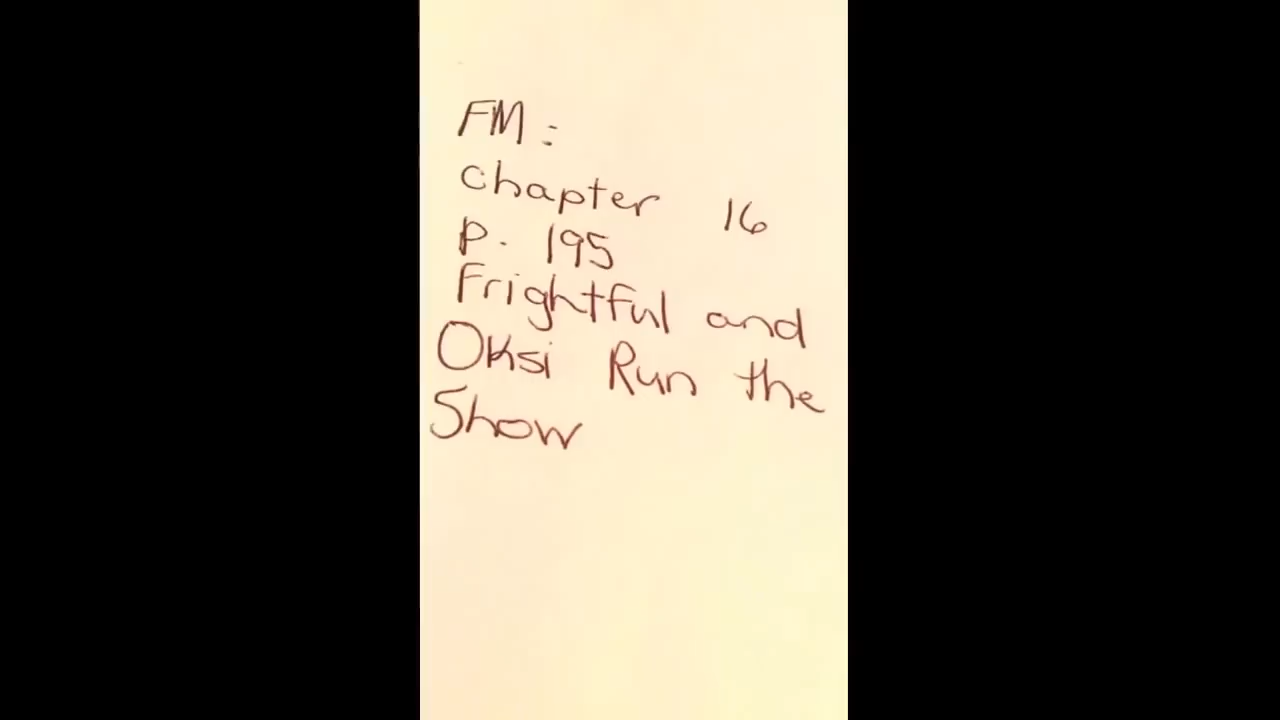 FM:
chapter 16
p. 195
Frightful and
Oksi Run the
Show